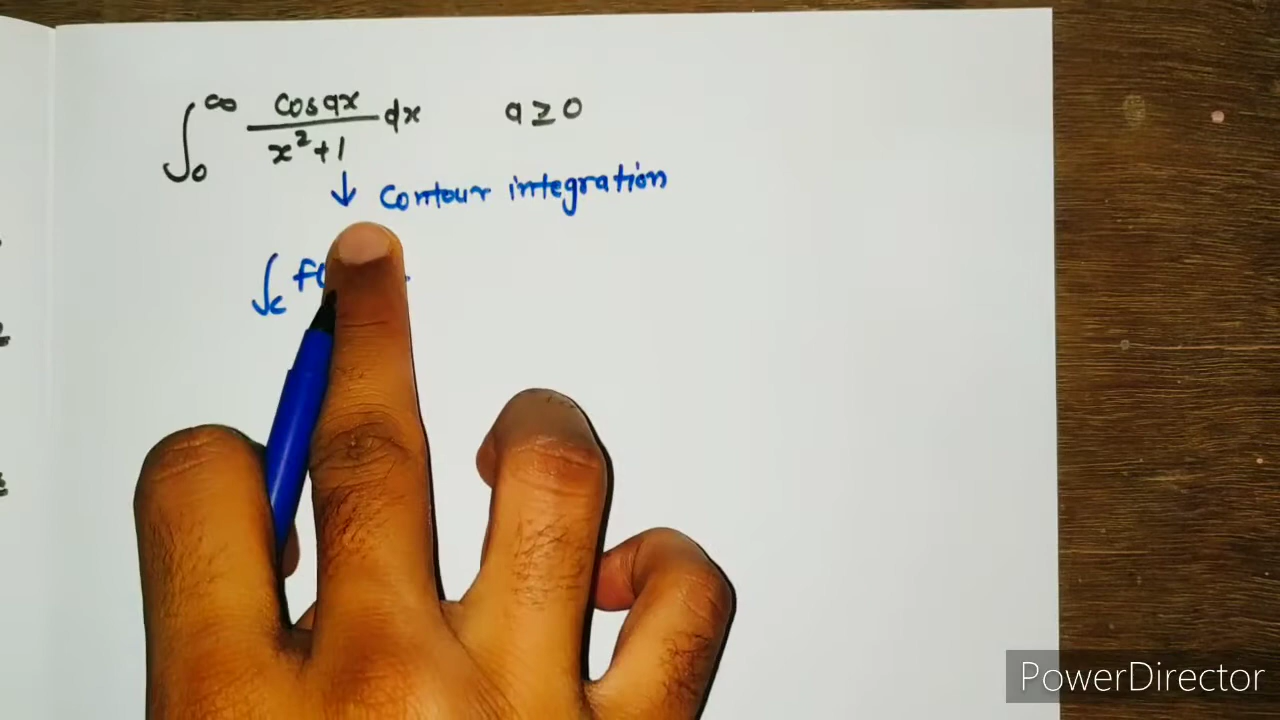 ∫₀^∞ cos ax / x²+1 dx a ≥ 0
↓ contour integration
∫c f(
PowerDirector